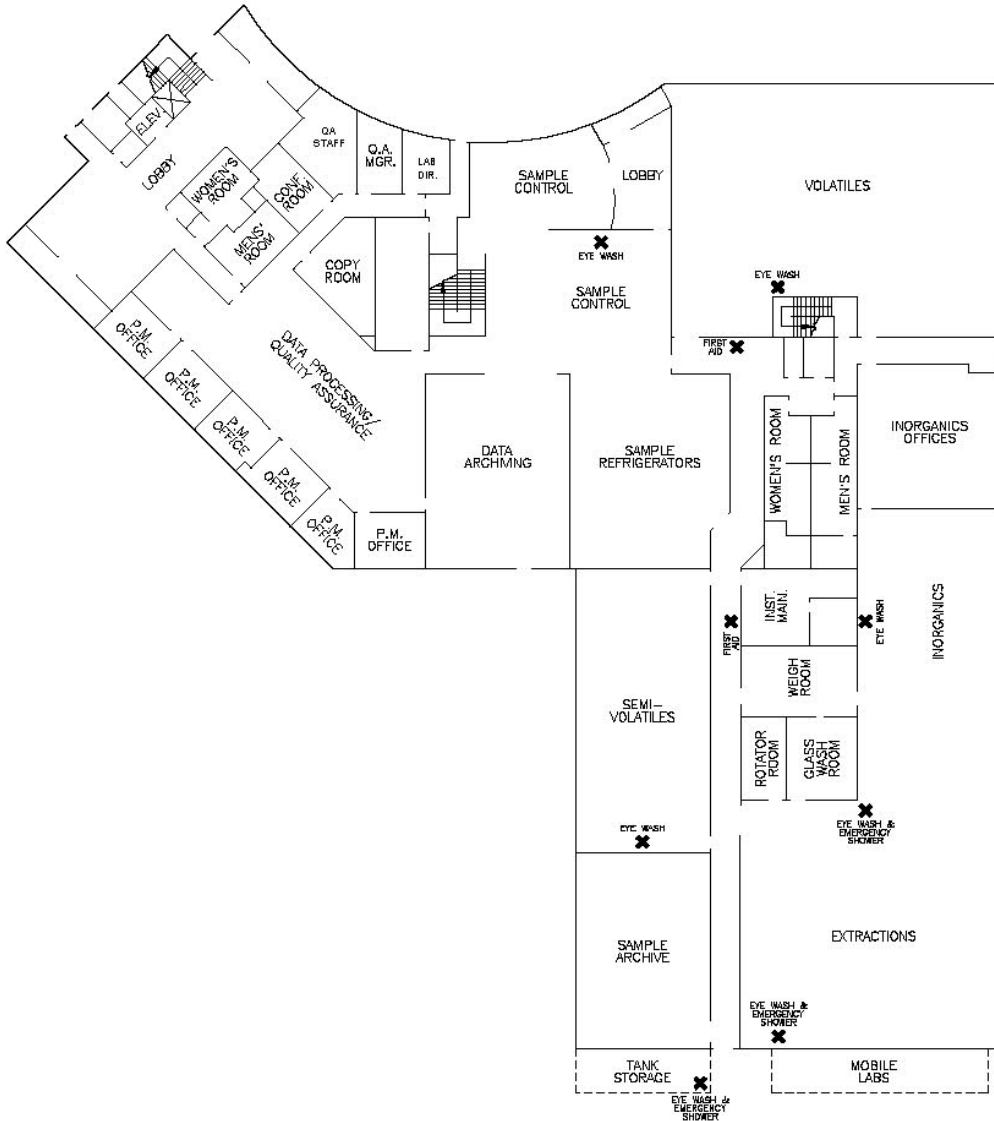 ELEV.
LOBBY
WOMEN'S
ROOM
MENS'
ROOM
CONF.
ROOM
QA
STAFF
Q.A.
MGR.
LAB
DIR.
SAMPLE
CONTROL
LOBBY
VOLATILES
EYE WASH
COPY
ROOM
SAMPLE
CONTROL
EYE WASH
FIRST
AID
P.M.
OFFICE
P.M.
OFFICE
P.M.
OFFICE
P.M.
OFFICE
P.M.
OFFICE
P.M.
OFFICE
DATA PROCESSING/
QUALITY ASSURANCE
DATA
ARCHIVING
SAMPLE
REFRIGERATORS
WOMEN'S ROOM
MEN'S ROOM
INORGANICS
OFFICES
INST.
MAIN.
FIRST
AID
EYE WASH
INORGANICS
WEIGH
ROOM
SEMI-
VOLATILES
ROTATOR
ROOM
GLASS
WASH
ROOM
EYE WASH
EYE WASH &
EMERGENCY
SHOWER
SAMPLE
ARCHIVE
EXTRACTIONS
EYE WASH &
EMERGENCY
SHOWER
TANK
STORAGE
MOBILE
LABS
EYE WASH &
EMERGENCY
SHOWER